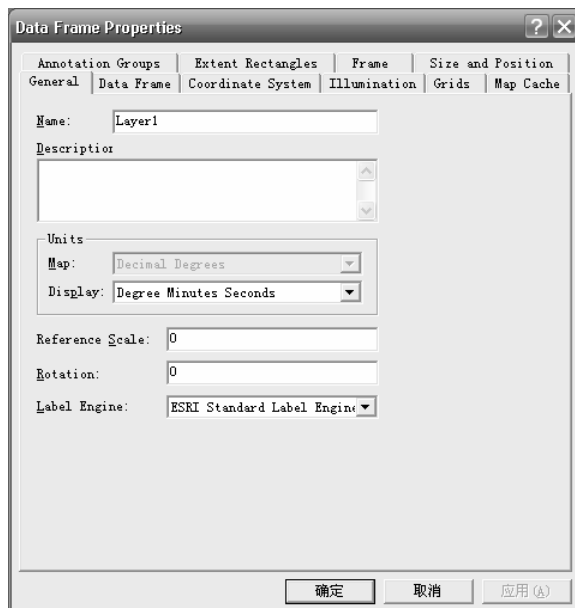 Data Frame Properties
Annotation Groups Extent Rectangles Frame Size and Position
General Data Frame Coordinate System Illumination Grids Map Cache
Name: Layer1
Description
Units
Map: Decimal Degrees
Display: Degree Minutes Seconds
Reference Scale: 0
Rotation: 0
Label Engine: ESRI Standard Label Engine
确定 取消 应用(A)